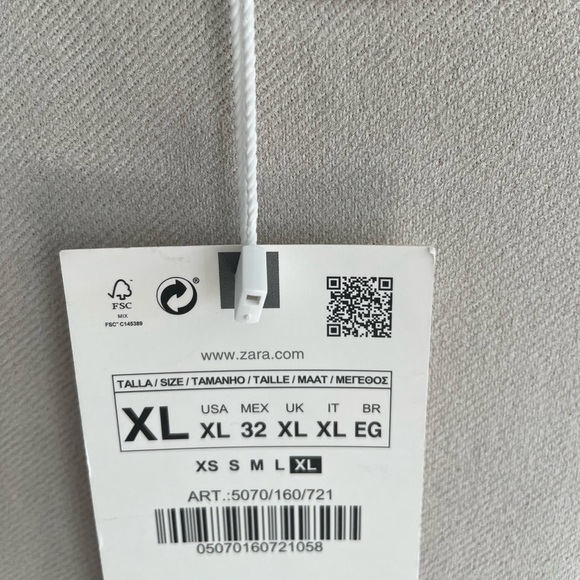 FSC
MIX
FSC® C145389
®
www.zara.com
TALLA / SIZE / TAMANHO / TAILLE / MAAT / ΜΕΓΕΘΟΣ
XL
USA MEX UK IT BR
XL 32 XL XL EG
XS S M L XL
ART.:5070/160/721
05070160721058